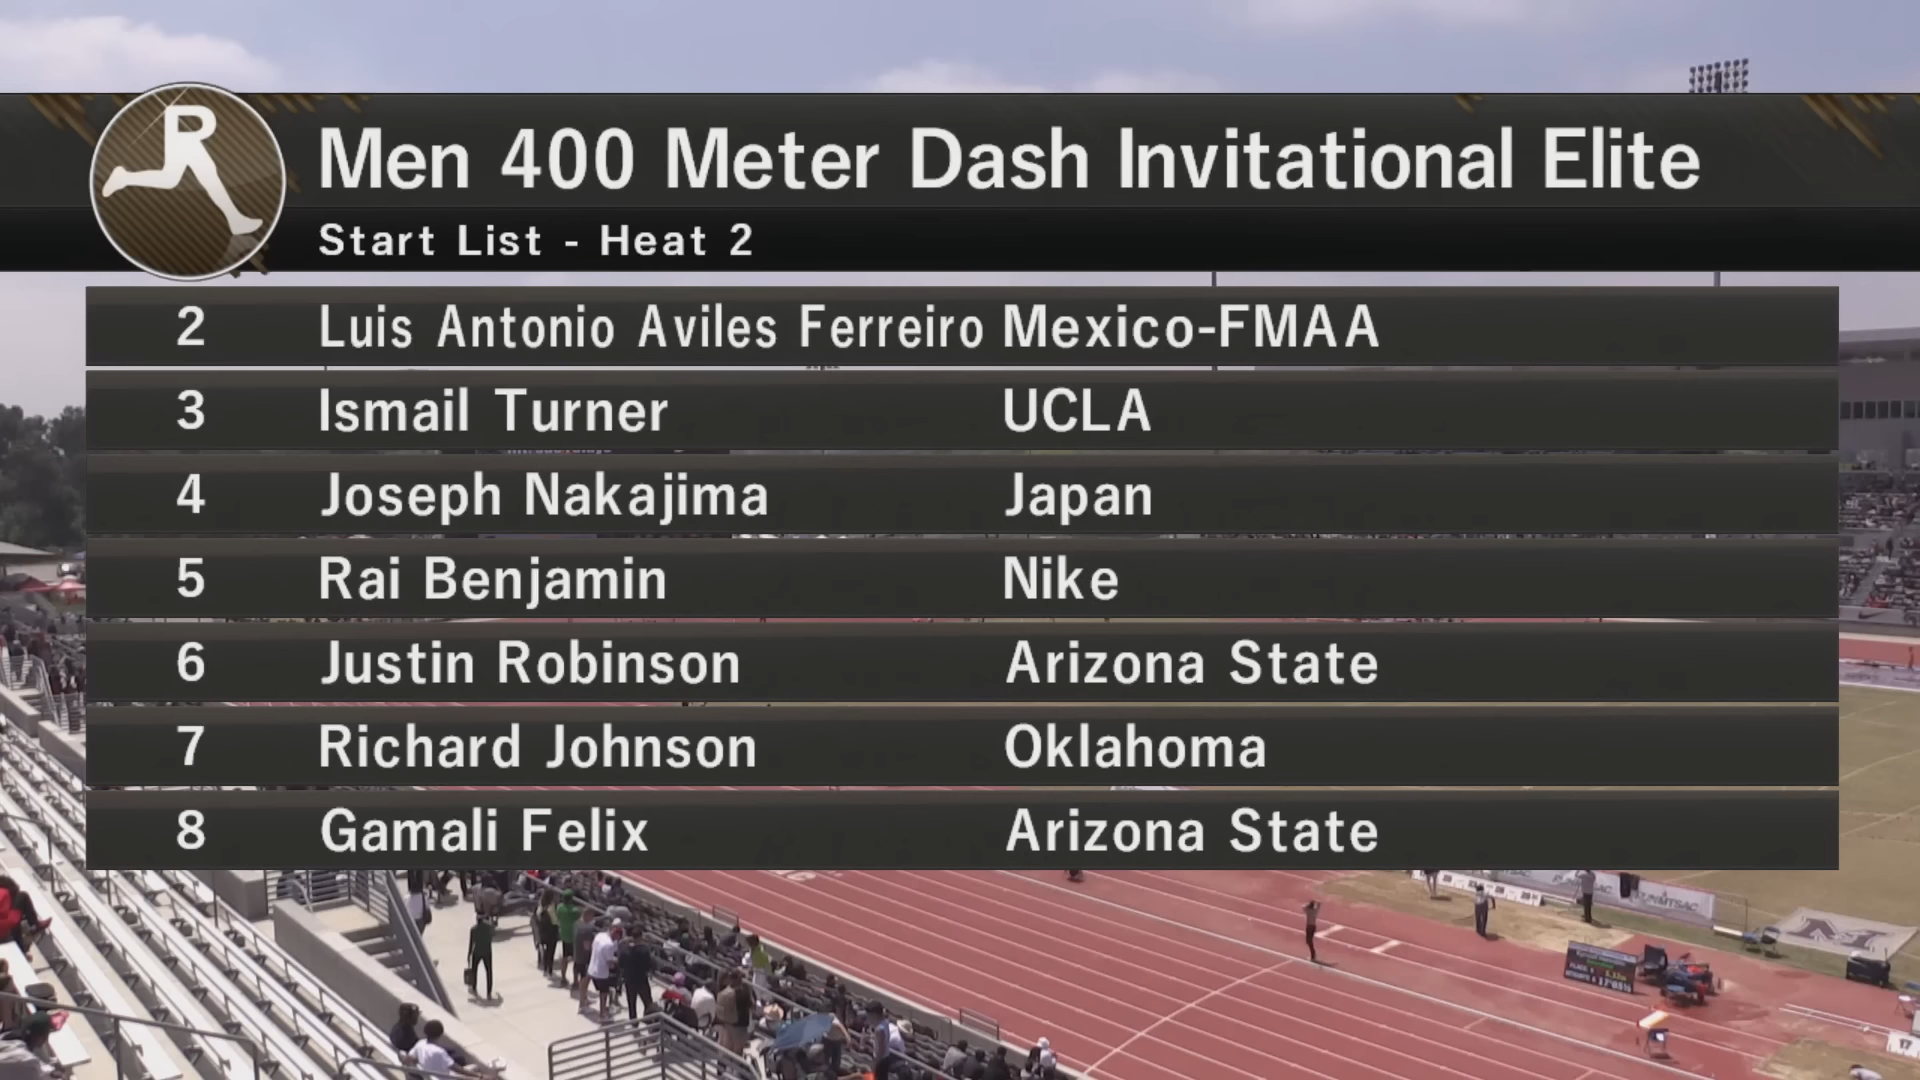 R
Men 400 Meter Dash Invitational Elite
Start List - Heat 2
2 Luis Antonio Aviles Ferreiro Mexico-FMAA
3 Ismail Turner UCLA
4 Joseph Nakajima Japan
5 Rai Benjamin Nike
6 Justin Robinson Arizona State
7 Richard Johnson Oklahoma
8 Gamali Felix Arizona State